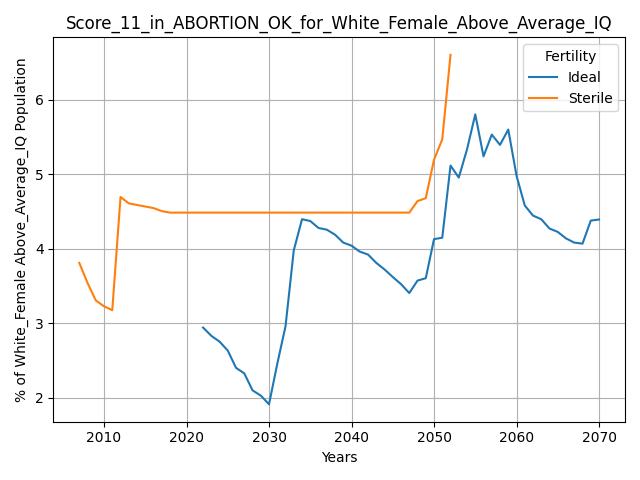 Score_11_in_ABORTION_OK_for_White_Female_Above_Average_IQ
% of White_Female Above_Average_IQ Population
6
5
4
3
2
Fertility
Ideal
Sterile
2010
2020
2030
2040
2050
2060
2070
Years